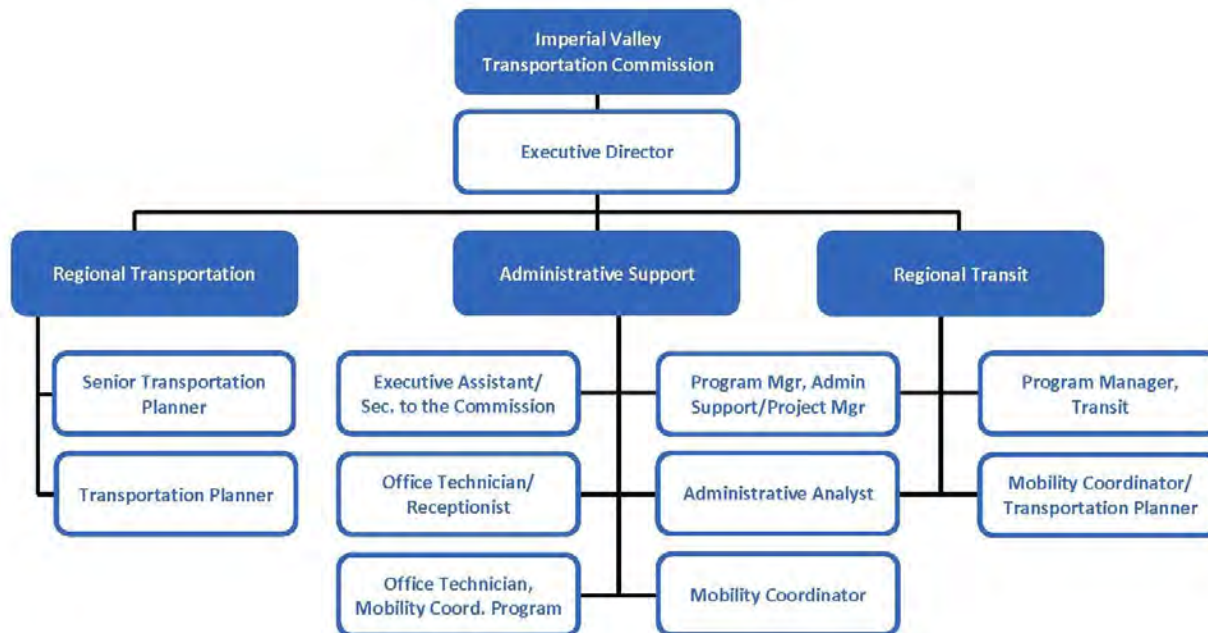 Imperial Valley
Transportation Commission
Executive Director
Regional Transportation
Administrative Support
Regional Transit
Senior Transportation
Planner
Executive Assistant/
Sec. to the Commission
Program Mgr, Admin
Support/Project Mgr
Program Manager,
Transit
Transportation Planner
Office Technician/
Receptionist
Administrative Analyst
Mobility Coordinator/
Transportation Planner
Office Technician,
Mobility Coord. Program
Mobility Coordinator